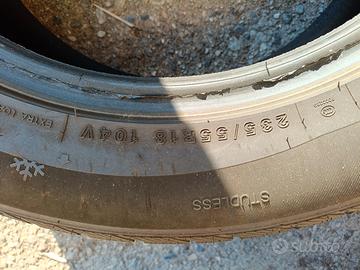 235/55R18 104V
EXTRA LOAD
STUDLESS
subito